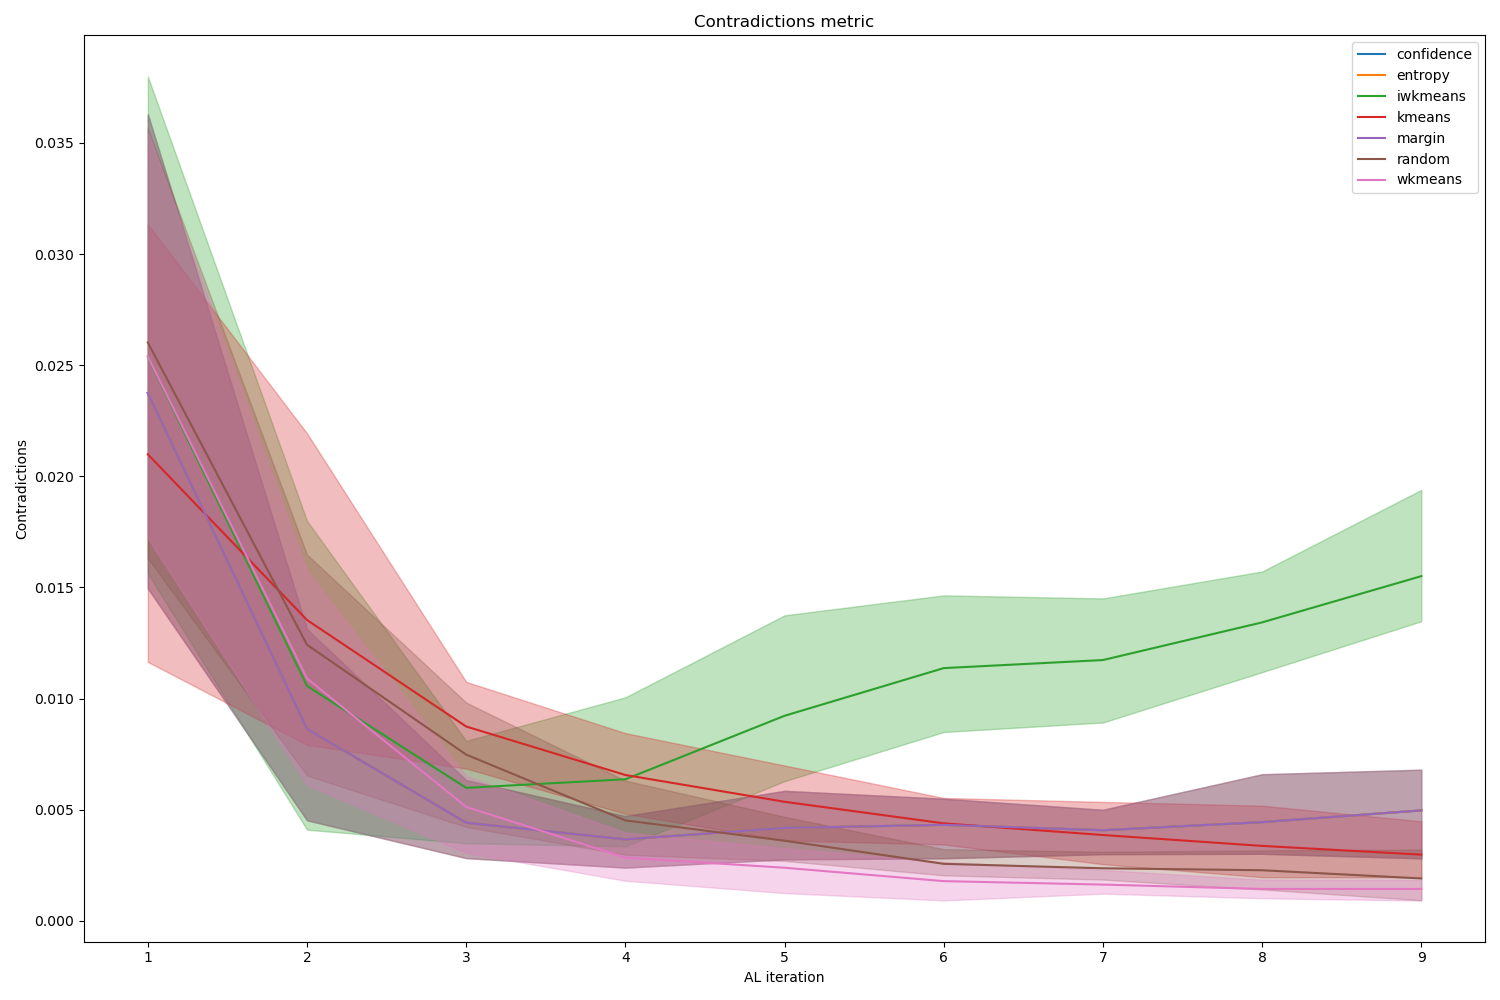 Contradictions metric
confidence
entropy
iwkmeans
kmeans
margin
random
wkmeans
Contradictions
0.035
0.030
0.025
0.020
0.015
0.010
0.005
0.000
1 2 3 4 5 6 7 8 9
AL iteration